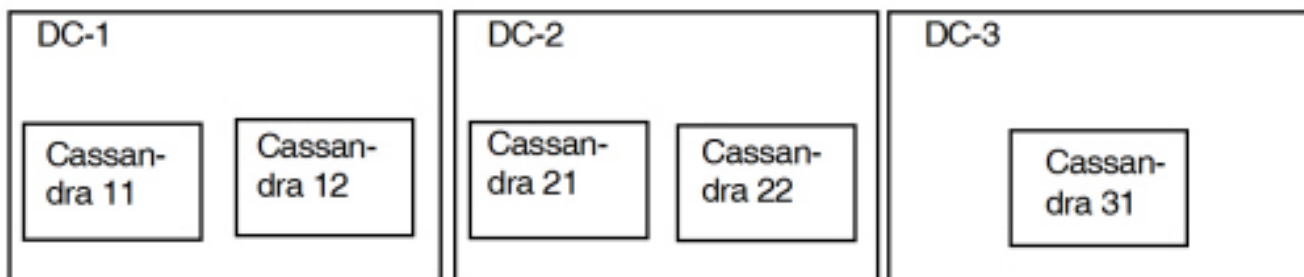 DC-1
Cassan-
dra 11
Cassan-
dra 12
DC-2
Cassan-
dra 21
Cassan-
dra 22
DC-3
Cassan-
dra 31